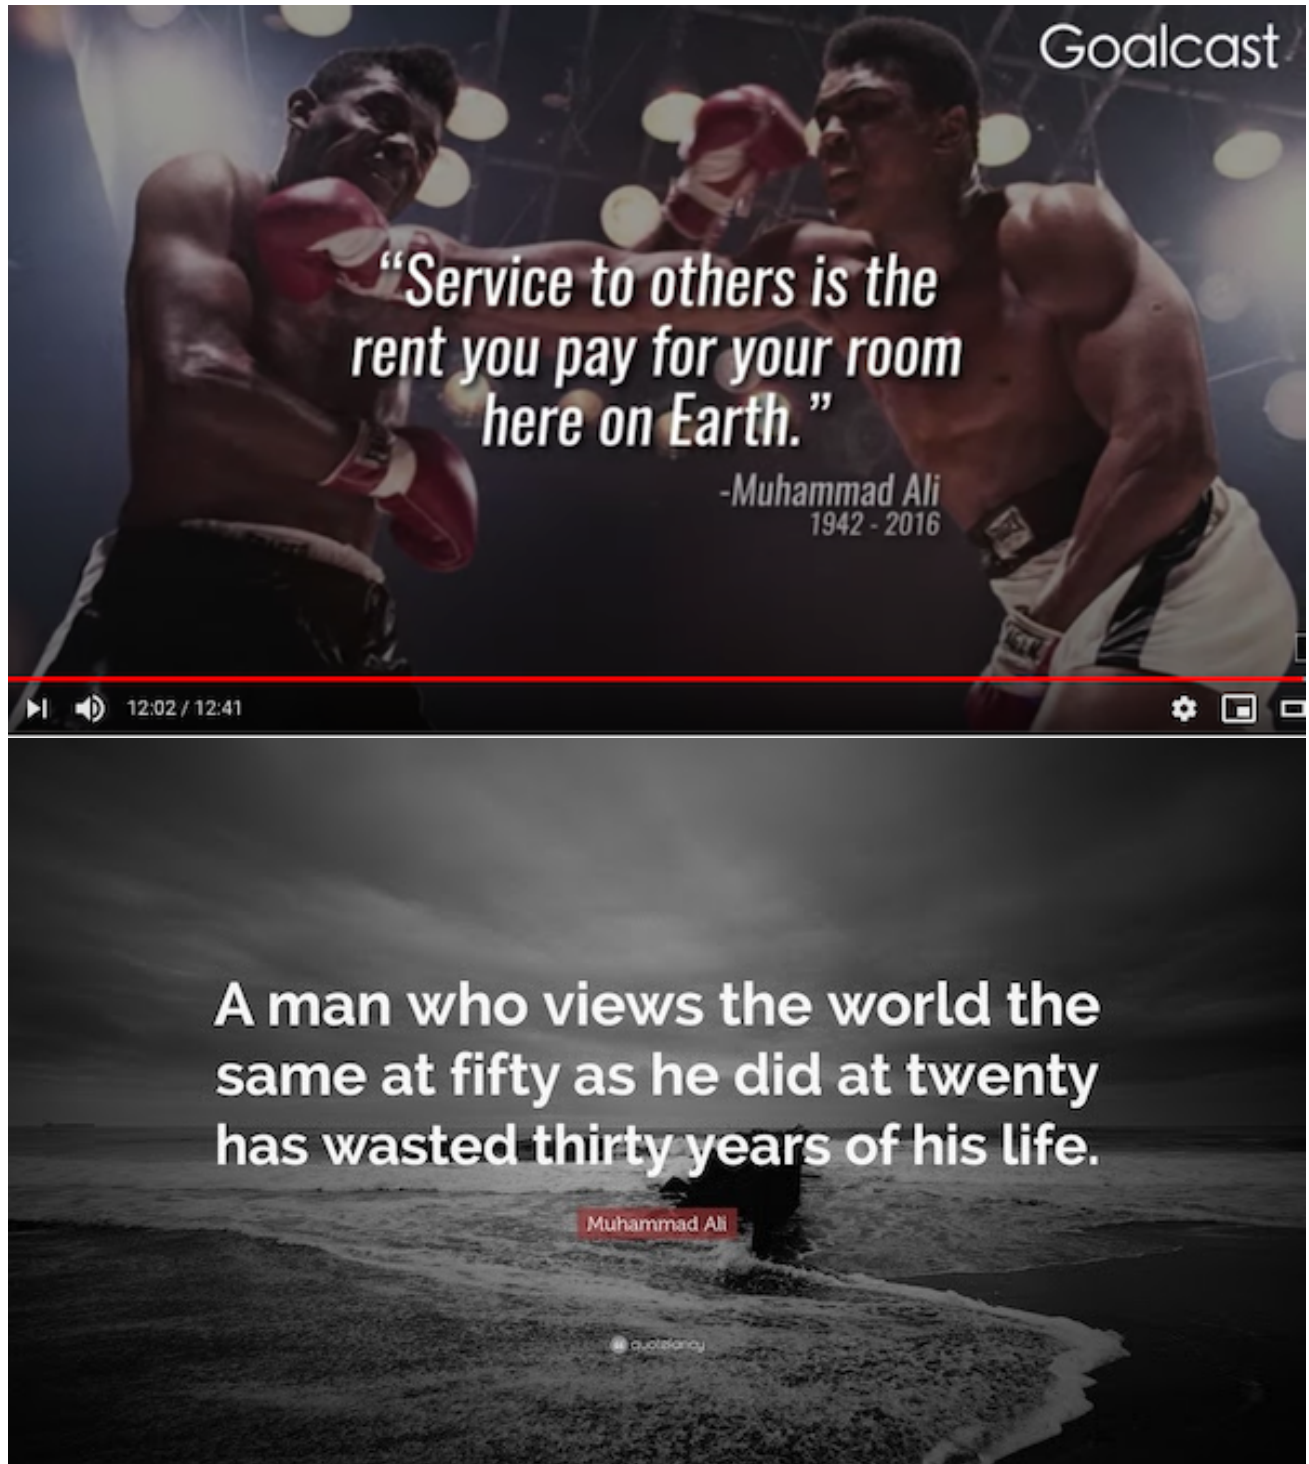 Goalcast
“Service to others is the
rent you pay for your room
here on Earth.”
-Muhammad Ali
1942 - 2016
12:02 / 12:41
A man who views the world the
same at fifty as he did at twenty
has wasted thirty years of his life.
Muhammad Ali
quotefancy